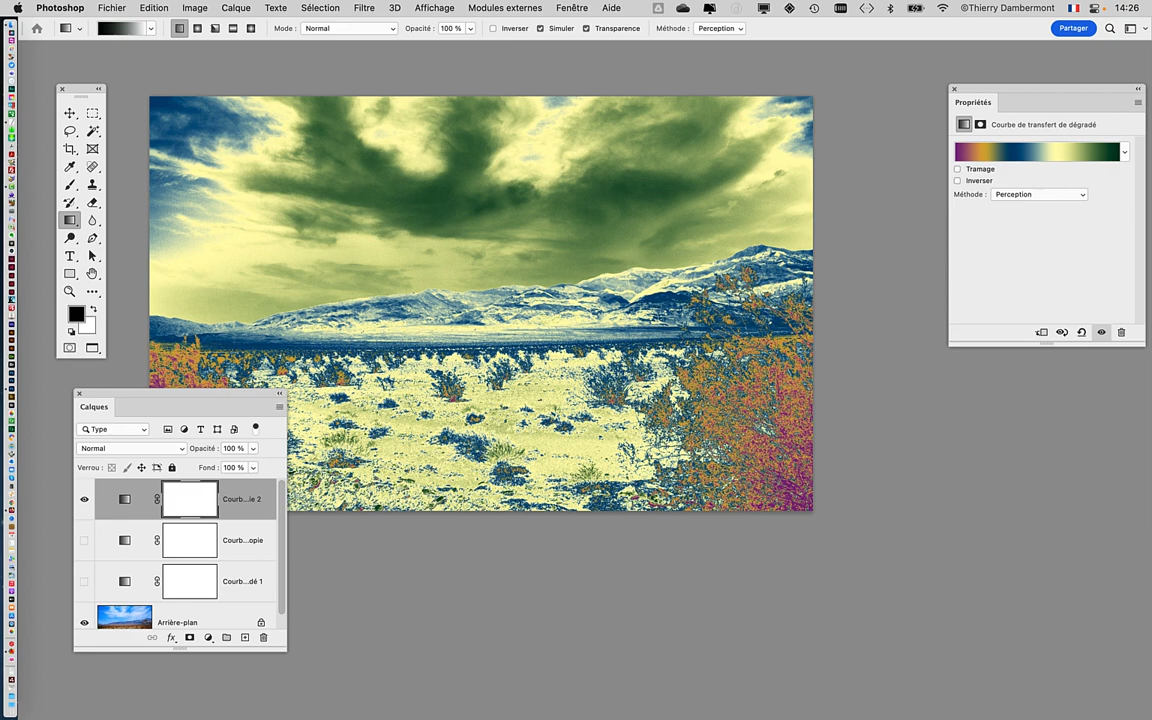 Photoshop Fichier Edition Image Calque Texte Sélection Filtre 3D Affichage Modules externes Fenêtre Aide ©Thierry Dambermont 14:26
Mode : Normal Opacité : 100 % Inverser Simuler Transparence Méthode : Perception Partager
Propriétés
Courbe de transfert de dégradé
Tramage
Inverser
Méthode : Perception
Calques
Type
Normal Opacité : 100 %
Verrou : Fond : 100 %
Courb...ie 2
Courb...opie
Courb...dé 1
Arrière-plan